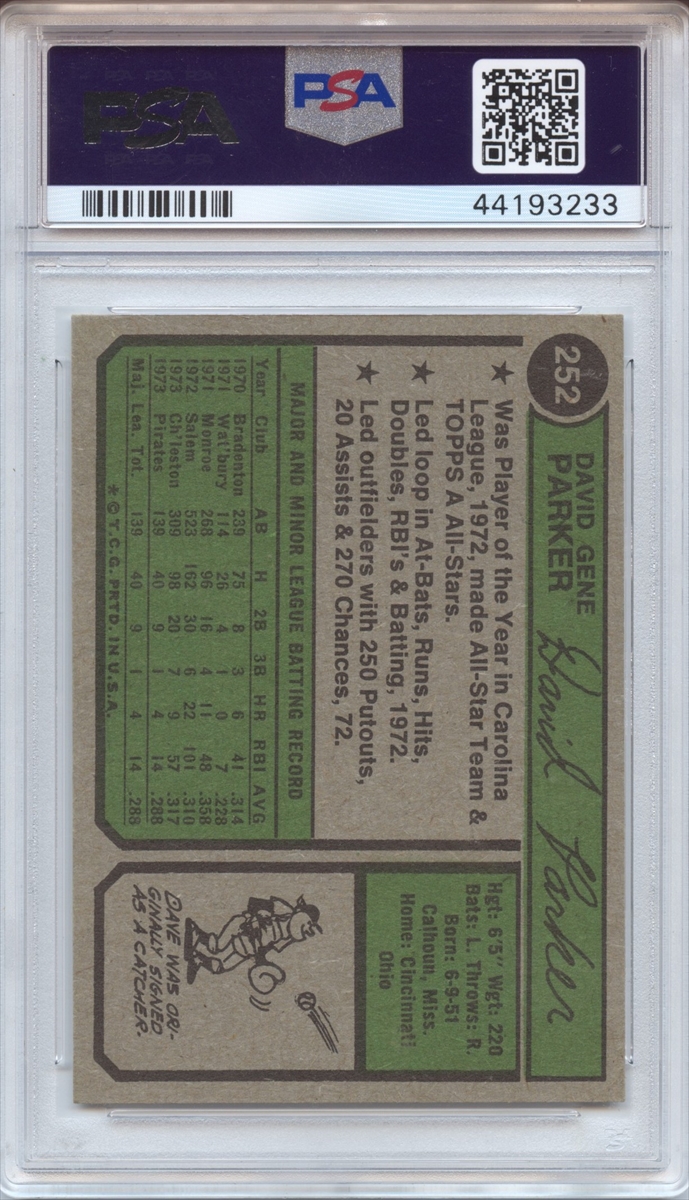 PSA
PSA
44193233
252
DAVID GENE
PARKER
David Parker
★ Was Player of the Year in Carolina
League, 1972, made All-Star Team &
TOPPS A All-Stars.
★ Led loop in At-Bats, Runs, Hits,
Doubles, RBI's & Batting, 1972.
★ Led outfielders with 250 Putouts,
20 Assists & 270 Chances, 72.
MAJOR AND MINOR LEAGUE BATTING RECORD
Year Club AB H 2B 3B HR RBI AVG
1970 Bradenton 239 75 8 3 6 41 .314
1971 Wat'bury 114 26 4 1 0 7 .228
1971 Monroe 268 96 16 4 11 48 .358
1972 Salem 523 162 30 6 22 101 .310
1973 Ch'leston 309 98 20 7 9 57 .317
1973 Pirates 139 40 9 1 4 14 .288
Maj. Lea. Tot. 139 40 9 1 4 14 .288
★ © T.C.G. PRTD. IN U.S.A.
Hgt: 6'5" Wgt: 220
Bats: L. Throws: R.
Born: 6-9-51
Calhoun, Miss.
Home: Cincinnati
Ohio
DAVE WAS ORI-
GINALLY SIGNED
AS A CATCHER.